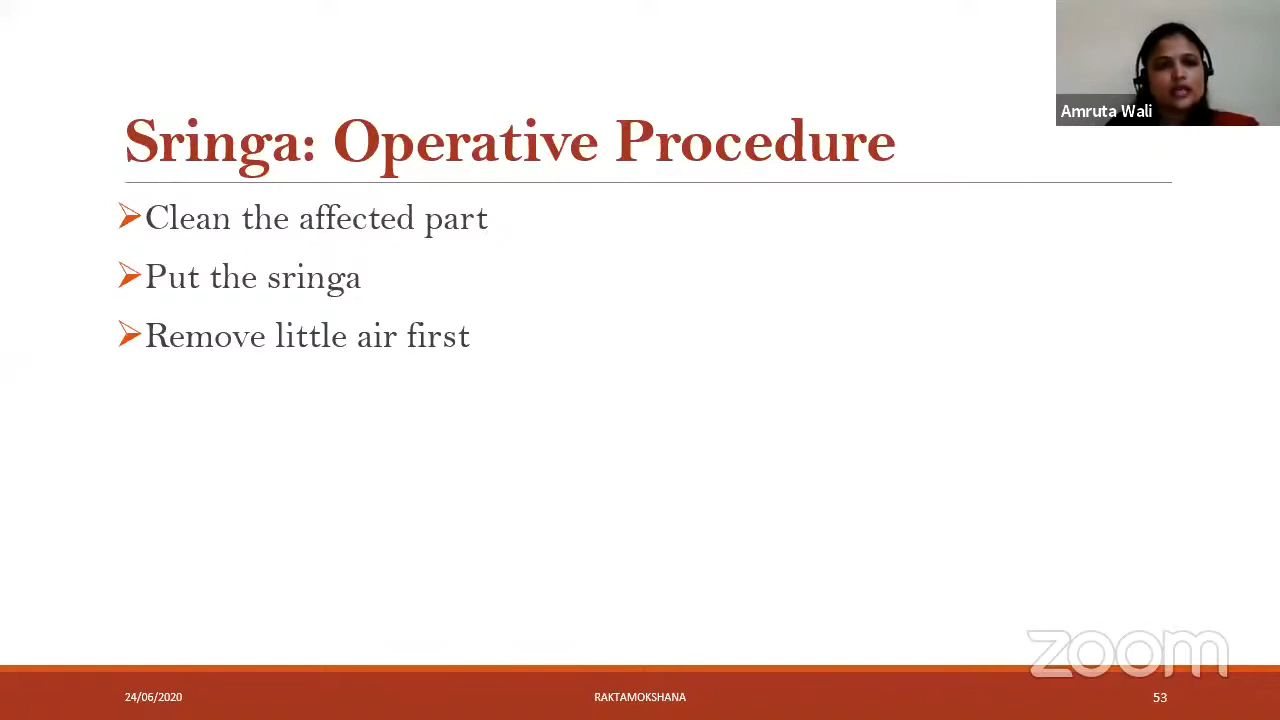 Amruta Wali
Sringa: Operative Procedure
Clean the affected part
Put the sringa
Remove little air first
zoom
24/06/2020
RAKTAMOKSHANA
53